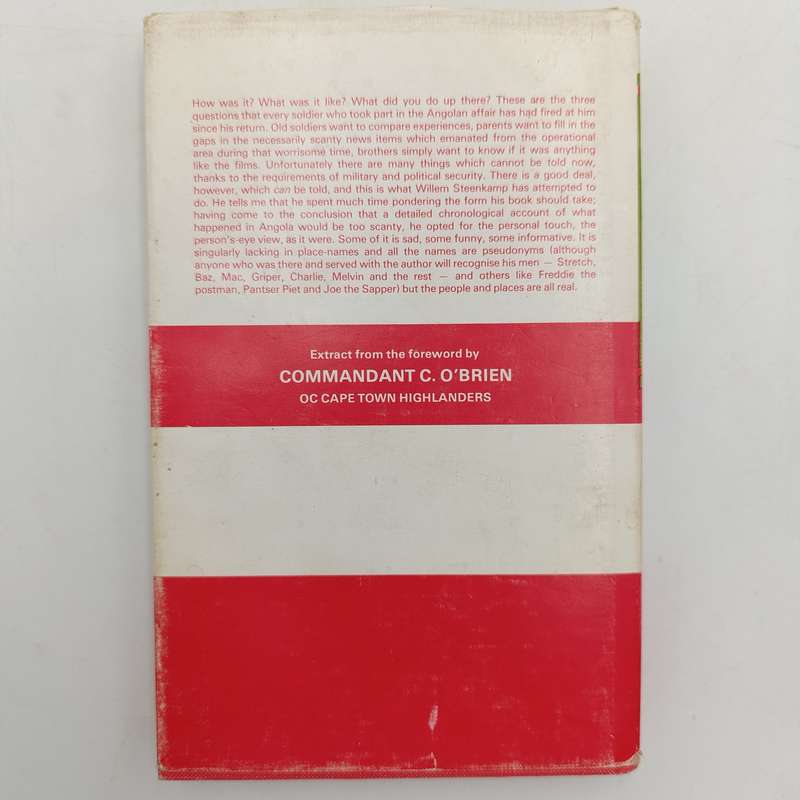 How was it? What was it like? What did you do up there? These are the three
questions that every soldier who took part in the Angolan affair has had fired at him
since his return. Old soldiers want to compare experiences, parents want to fill in the
gaps in the necessarily scanty news items which emanated from the operational
area during that worrisome time, brothers simply want to know if it was anything
like the films. Unfortunately there are many things which cannot be told now,
thanks to the requirements of military and political security. There is a good deal,
however, which can be told, and this is what Willem Steenkamp has attempted to
do. He tells me that he spent much time pondering the form his book should take;
having come to the conclusion that a detailed chronological account of what
happened in Angola would be too scanty, he opted for the personal touch, the
person's-eye view, as it were. Some of it is sad, some funny, some informative. It is
singularly lacking in place-names and all the names are pseudonyms (although
anyone who was there and served with the author will recognise his men — Stretch,
Baz, Mac, Griper, Charlie, Melvin and the rest — and others like Freddie the
postman, Pantser Piet and Joe the Sapper) but the people and places are all real.
Extract from the foreword by
COMMANDANT C. O'BRIEN
OC CAPE TOWN HIGHLANDERS